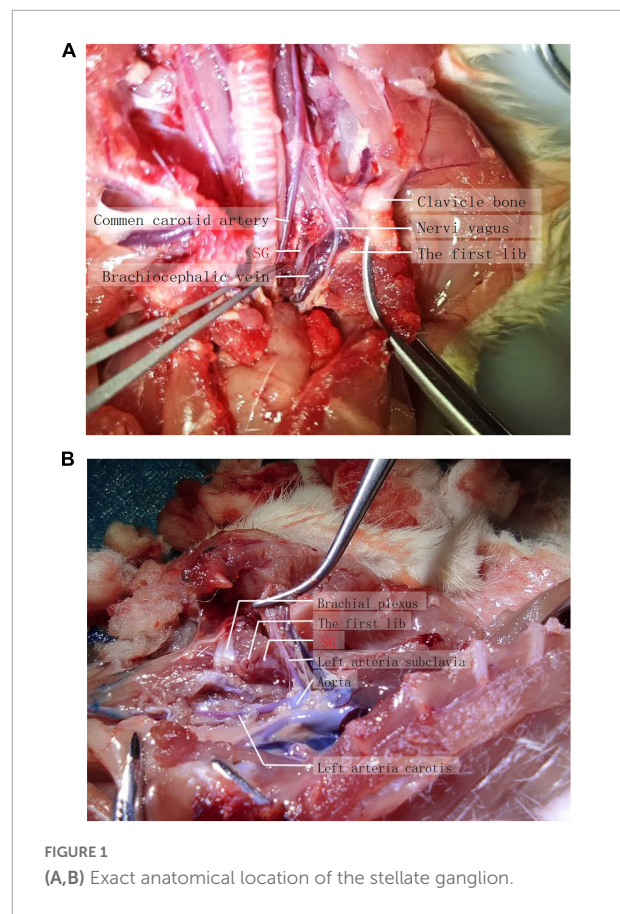 A
Commen carotid artery
SG
Brachiocephalic vein
Clavicle bone
Nervi vagus
The first lib
B
Brachial plexus
The first lib
SG
Left arteria subclavia
Aorta
Left arteria carotis
FIGURE 1
(A,B) Exact anatomical location of the stellate ganglion.